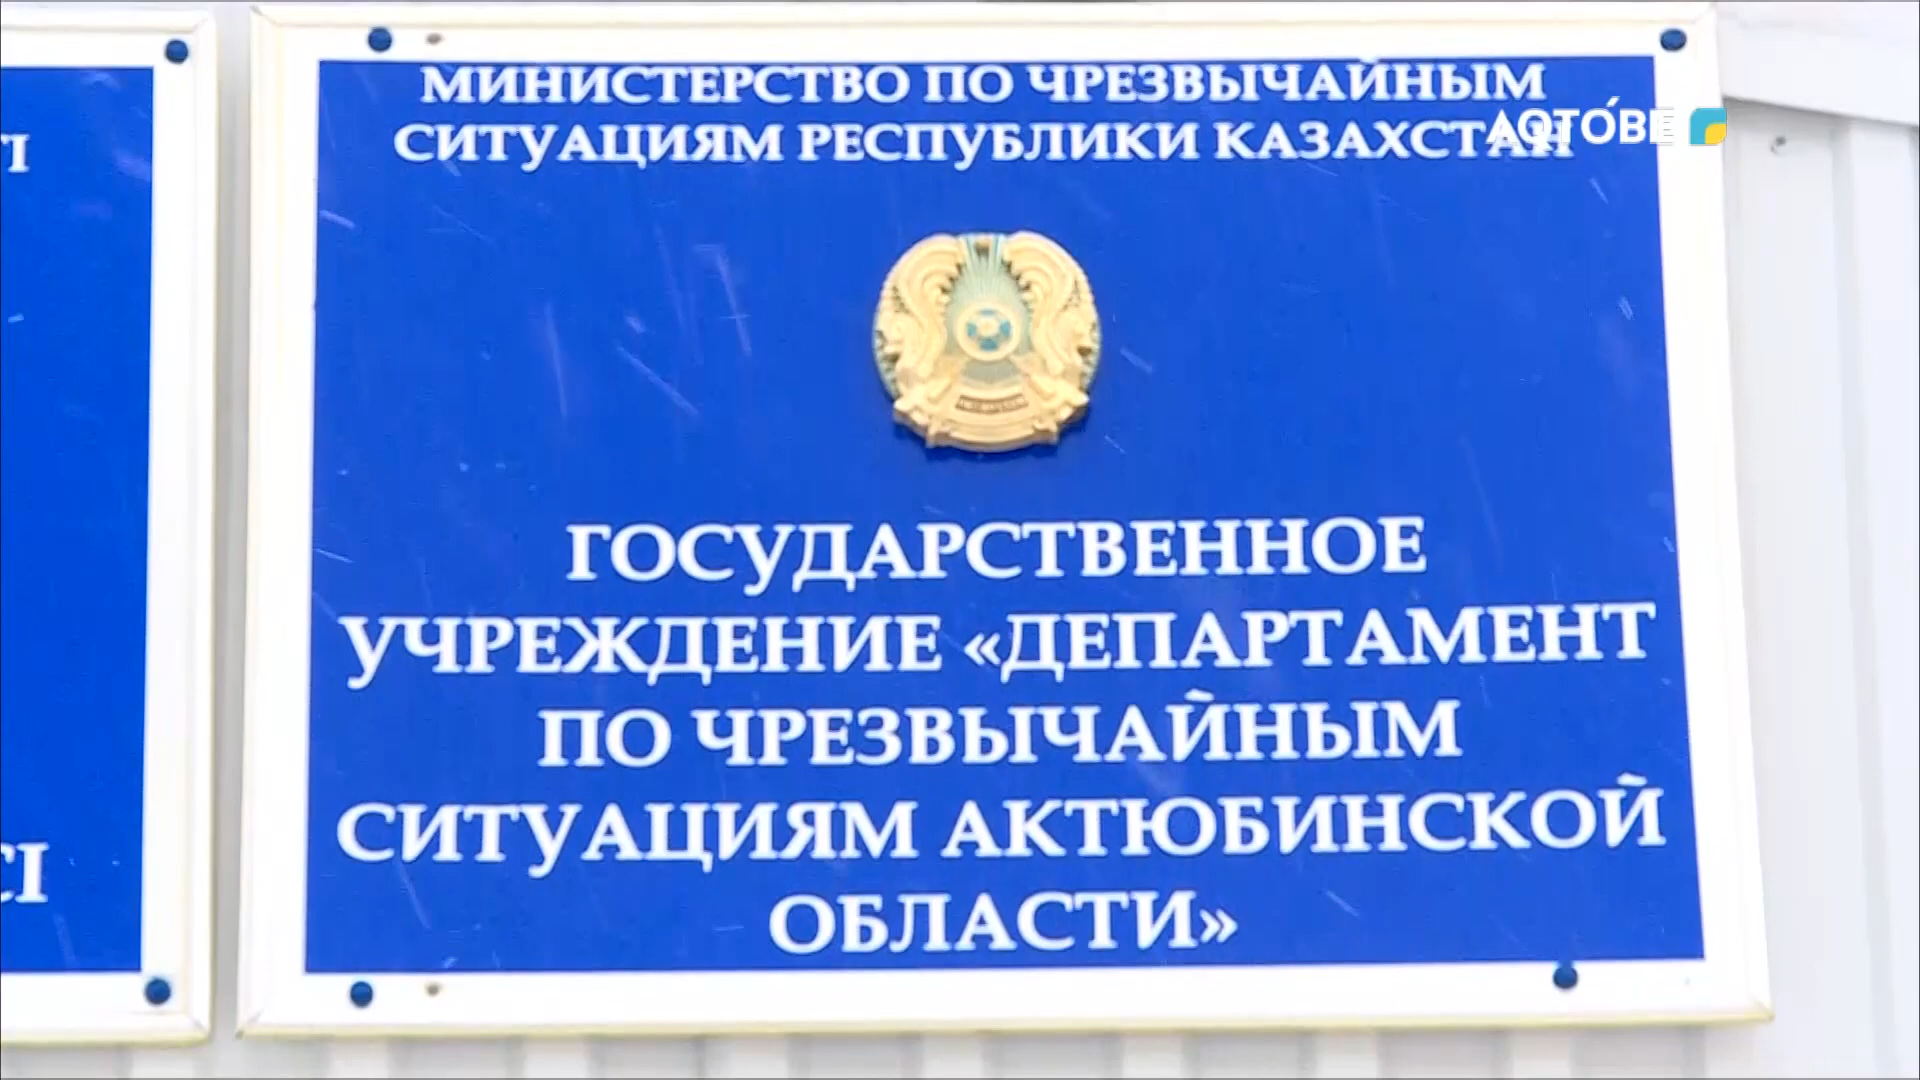 МИНИСТЕРСТВО ПО ЧРЕЗВЫЧАЙНЫМ
СИТУАЦИЯМ РЕСПУБЛИКИ КАЗАХСТАН
AQTÓBE
ГОСУДАРСТВЕННОЕ
УЧРЕЖДЕНИЕ «ДЕПАРТАМЕНТ
ПО ЧРЕЗВЫЧАЙНЫМ
СИТУАЦИЯМ АКТЮБИНСКОЙ
ОБЛАСТИ»